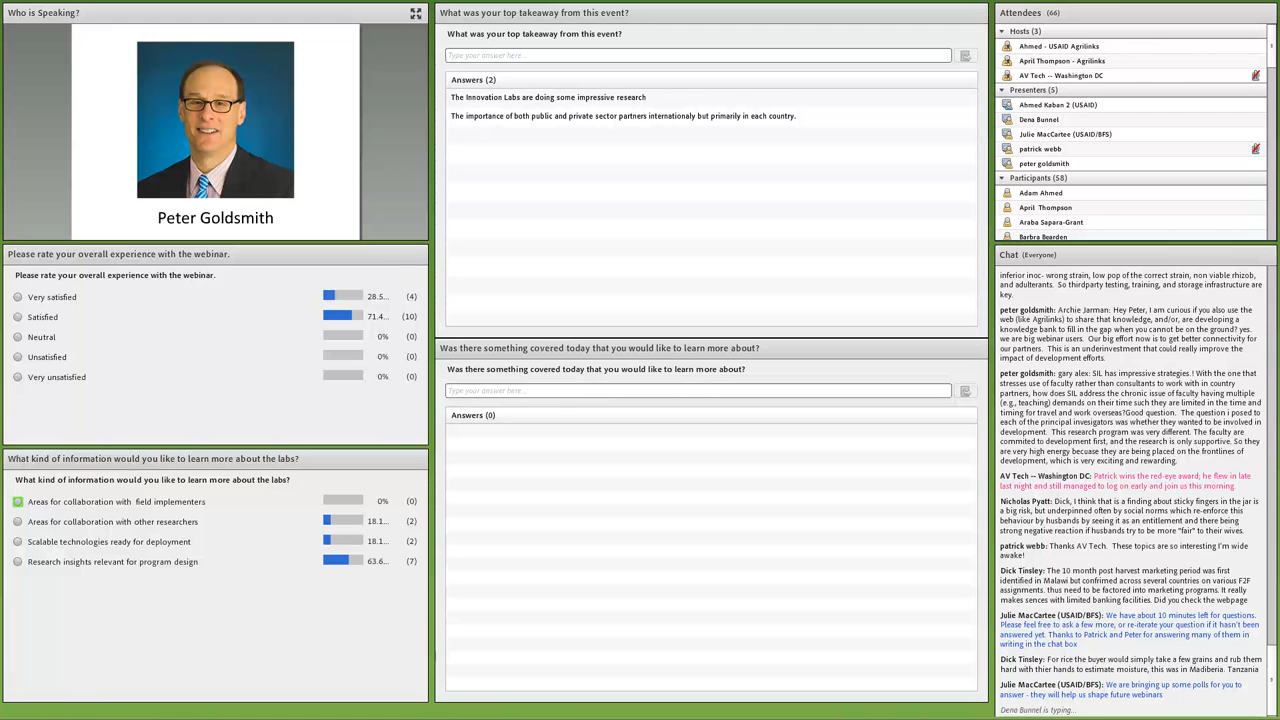 Who is Speaking?
Peter Goldsmith
Please rate your overall experience with the webinar.
Please rate your overall experience with the webinar.
Very satisfied 28.5... (4)
Satisfied 71.4... (10)
Neutral 0% (0)
Unsatisfied 0% (0)
Very unsatisfied 0% (0)
What kind of information would you like to learn more about the labs?
What kind of information would you like to learn more about the labs?
Areas for collaboration with field implementers 0% (0)
Areas for collaboration with other researchers 18.1... (2)
Scalable technologies ready for deployment 18.1... (2)
Research insights relevant for program design 63.6... (7)
What was your top takeaway from this event?
What was your top takeaway from this event?
Type your answer here...
Answers (2)
The Innovation Labs are doing some impressive research
The importance of both public and private sector partners internationaly but primarily in each country.
Was there something covered today that you would like to learn more about?
Was there something covered today that you would like to learn more about?
Type your answer here...
Answers (0)
Attendees (66)
Hosts (3)
Ahmed - USAID Agrilinks
April Thompson - Agrilinks
AV Tech -- Washington DC
Presenters (5)
Ahmed Kaban 2 (USAID)
Dena Bunnel
Julie MacCartee (USAID/BFS)
patrick webb
peter goldsmith
Participants (58)
Adam Ahmed
April Thompson
Araba Sapara-Grant
Barbra Bearden
Chat (Everyone)
inferior inoc- wrong strain, low pop of the correct strain, non viable rhizob,
and adulterants. So thirdparty testing, training, and storage infrastructure are
key.
peter goldsmith: Archie Jarman: Hey Peter, I am curious if you also use the
web (like Agrilinks) to share that knowledge, and/or, are developing a
knowledge bank to fill in the gap when you cannot be on the ground? yes.
we are big webinar users. Our big effort now is to get better connectivity for
our partners. This is an underinvestment that could really improve the
impact of development efforts.
peter goldsmith: gary alex: SIL has impressive strategies.! With the one that
stresses use of faculty rather than consultants to work with in country
partners, how does SIL address the chronic issue of faculty having multiple
(e.g., teaching) demands on their time such they are limited in the time and
timing for travel and work overseas?Good question. The question i posed to
each of the principal invesigators was whether they wanted to be involved in
development. This research program was very different. The faculty are
commited to development first, and the research is only supportive. So they
are very high energy becuase they are being placed on the frontlines of
development, which is very exciting and rewarding.
AV Tech -- Washington DC: Patrick wins the red-eye award; he flew in late
last night and still managed to log on early and join us this morning.
Nicholas Pyatt: Dick, I think that is a finding about sticky fingers in the jar is
a big risk, but underpinned often by social norms which re-enforce this
behaviour by husbands by seeing it as an entitlement and there being
strong negative reaction if husbands try to be more "fair" to their wives.
patrick webb: Thanks AV Tech. These topics are so interesting I'm wide
awake!
Dick Tinsley: The 10 month post harvest marketing period was first
identified in Malawi but confrimed across several countries on various F2F
assignments. thus need to be factored into marketing programs. It really
makes sences with limited banking facilities. Did you check the webpage
Julie MacCartee (USAID/BFS): We have about 10 minutes left for questions.
Please feel free to ask a few more, or re-iterate your question if it hasn't been
answered yet. Thanks to Patrick and Peter for answering many of them in
writing in the chat box
Dick Tinsley: For rice the buyer would simply take a few grains and rub them
hard with thier hands to estimate moisture, this was in Madiberia. Tanzania
Julie MacCartee (USAID/BFS): We are bringing up some polls for you to
answer - they will help us shape future webinars
Dena Bunnel is typing...